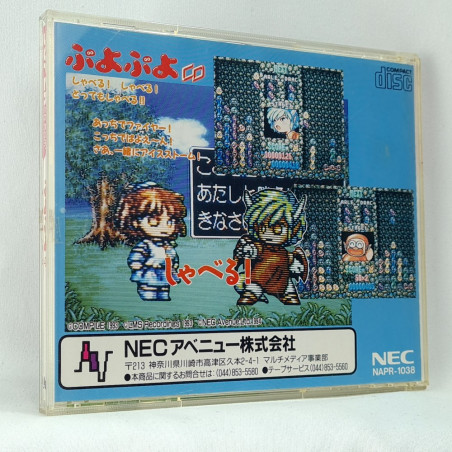 ぷよぷよCD
COMPACT
disc
しゃべる!しゃべる!
とってもしゃべる!!
あっちでファイヤー!
こっちでばよえ〜ん!
さぁ、一緒にアイスストーム!
あたし
きなさ
しゃべる!
NECアベニュー株式会社
〒213 神奈川県川崎市高津区久本2-4-1 マルチメディア事業部
●本商品に関するお問合せは:(044)853-5580 ●テープサービス(044)853-5560
NEC
NAPR-1038